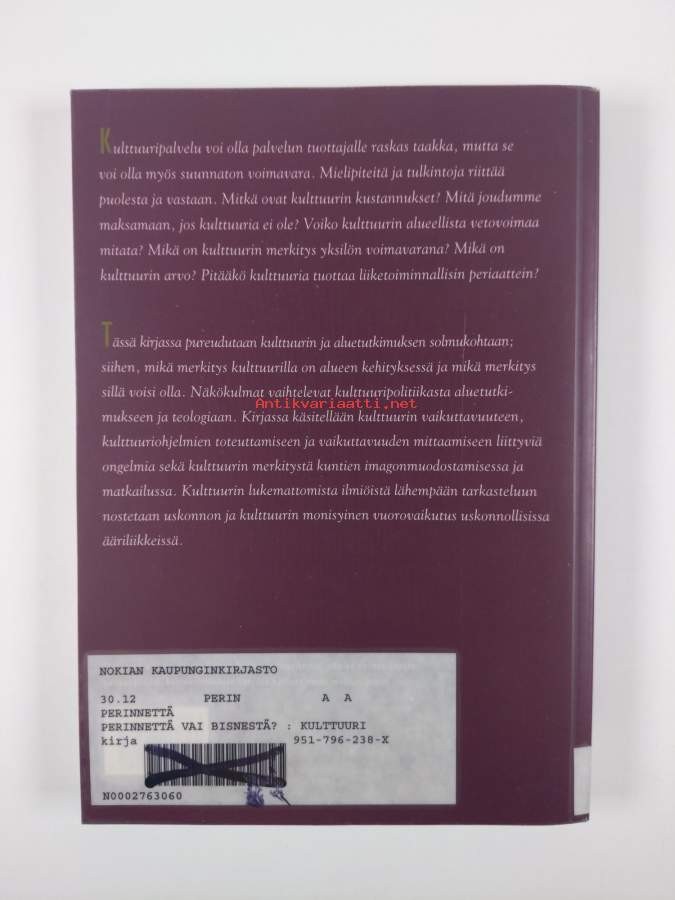 Kulttuuripalvelu voi olla palvelun tuottajalle raskas taakka, mutta se
voi olla myös suunnaton voimavara. Mielipiteitä ja tulkintoja riittää
puolesta ja vastaan. Mitkä ovat kulttuurin kustannukset? Mitä joudumme
maksamaan, jos kulttuuria ei ole? Voiko kulttuurin alueellista vetovoimaa
mitata? Mikä on kulttuurin merkitys yksilön voimavarana? Mikä on
kulttuurin arvo? Pitääkö kulttuuria tuottaa liiketoiminnallisin periaattein?
Tässä kirjassa pureudutaan kulttuurin ja aluetutkimuksen solmukohtaan;
siihen, mikä merkitys kulttuurilla on alueen kehityksessä ja mikä merkitys
sillä voisi olla. Näkökulmat vaihtelevat kulttuuripolitiikasta aluetutki-
Antikvariaatti.net
mukseen ja teologiaan. Kirjassa käsitellään kulttuurin vaikuttavuuteen,
kulttuuriohjelmien toteuttamiseen ja vaikuttavuuden mittaamiseen liittyviä
ongelmia sekä kulttuurin merkitystä kuntien imagonmuodostamisessa ja
matkailussa. Kulttuurin lukemattomista ilmiöistä lähempään tarkasteluun
nostetaan uskonnon ja kulttuurin monisyinen vuorovaikutus uskonnollisissa
ääriliikkeissä.
NOKIAN KAUPUNGINKIRJASTO
30.12 PERIN A A
PERINNETTÄ
PERINNETTÄ VAI BISNESTÄ? : KULTTUURI
kirja 951-796-238-X
N0002763060